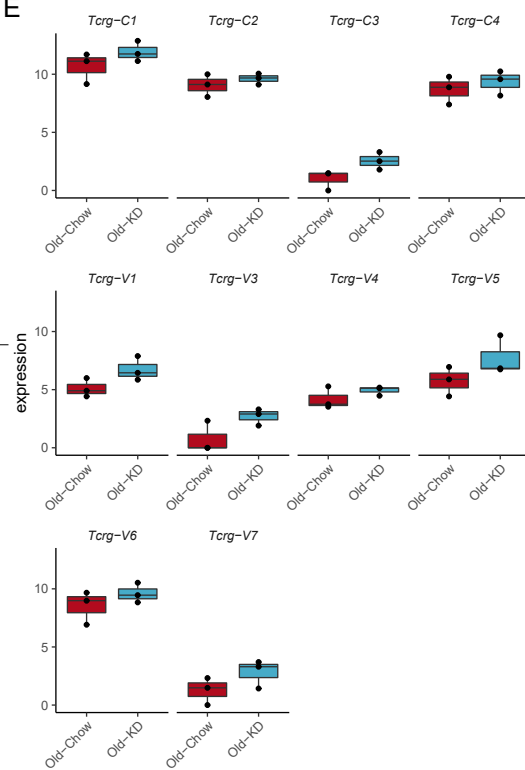 E
Tcrg−C1 Tcrg−C2 Tcrg−C3 Tcrg−C4
10
5
0
Old−Chow Old−KD Old−Chow Old−KD Old−Chow Old−KD Old−Chow Old−KD
Tcrg−V1 Tcrg−V3 Tcrg−V4 Tcrg−V5
expression
10
5
0
Old−Chow Old−KD Old−Chow Old−KD Old−Chow Old−KD Old−Chow Old−KD
Tcrg−V6 Tcrg−V7
10
5
0
Old−Chow Old−KD Old−Chow Old−KD